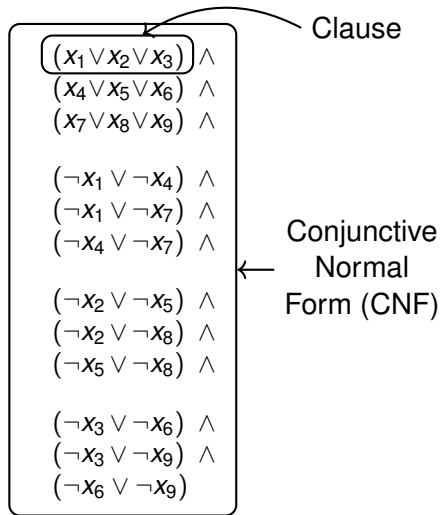 Clause
(x₁∨x₂∨x₃) ∧
(x₄∨x₅∨x₆) ∧
(x₇∨x₈∨x₉) ∧
(¬x₁ ∨ ¬x₄) ∧
(¬x₁ ∨ ¬x₇) ∧
(¬x₄ ∨ ¬x₇) ∧
Conjunctive
Normal
Form (CNF)
(¬x₂ ∨ ¬x₅) ∧
(¬x₂ ∨ ¬x₈) ∧
(¬x₅ ∨ ¬x₈) ∧
(¬x₃ ∨ ¬x₆) ∧
(¬x₃ ∨ ¬x₉) ∧
(¬x₆ ∨ ¬x₉)